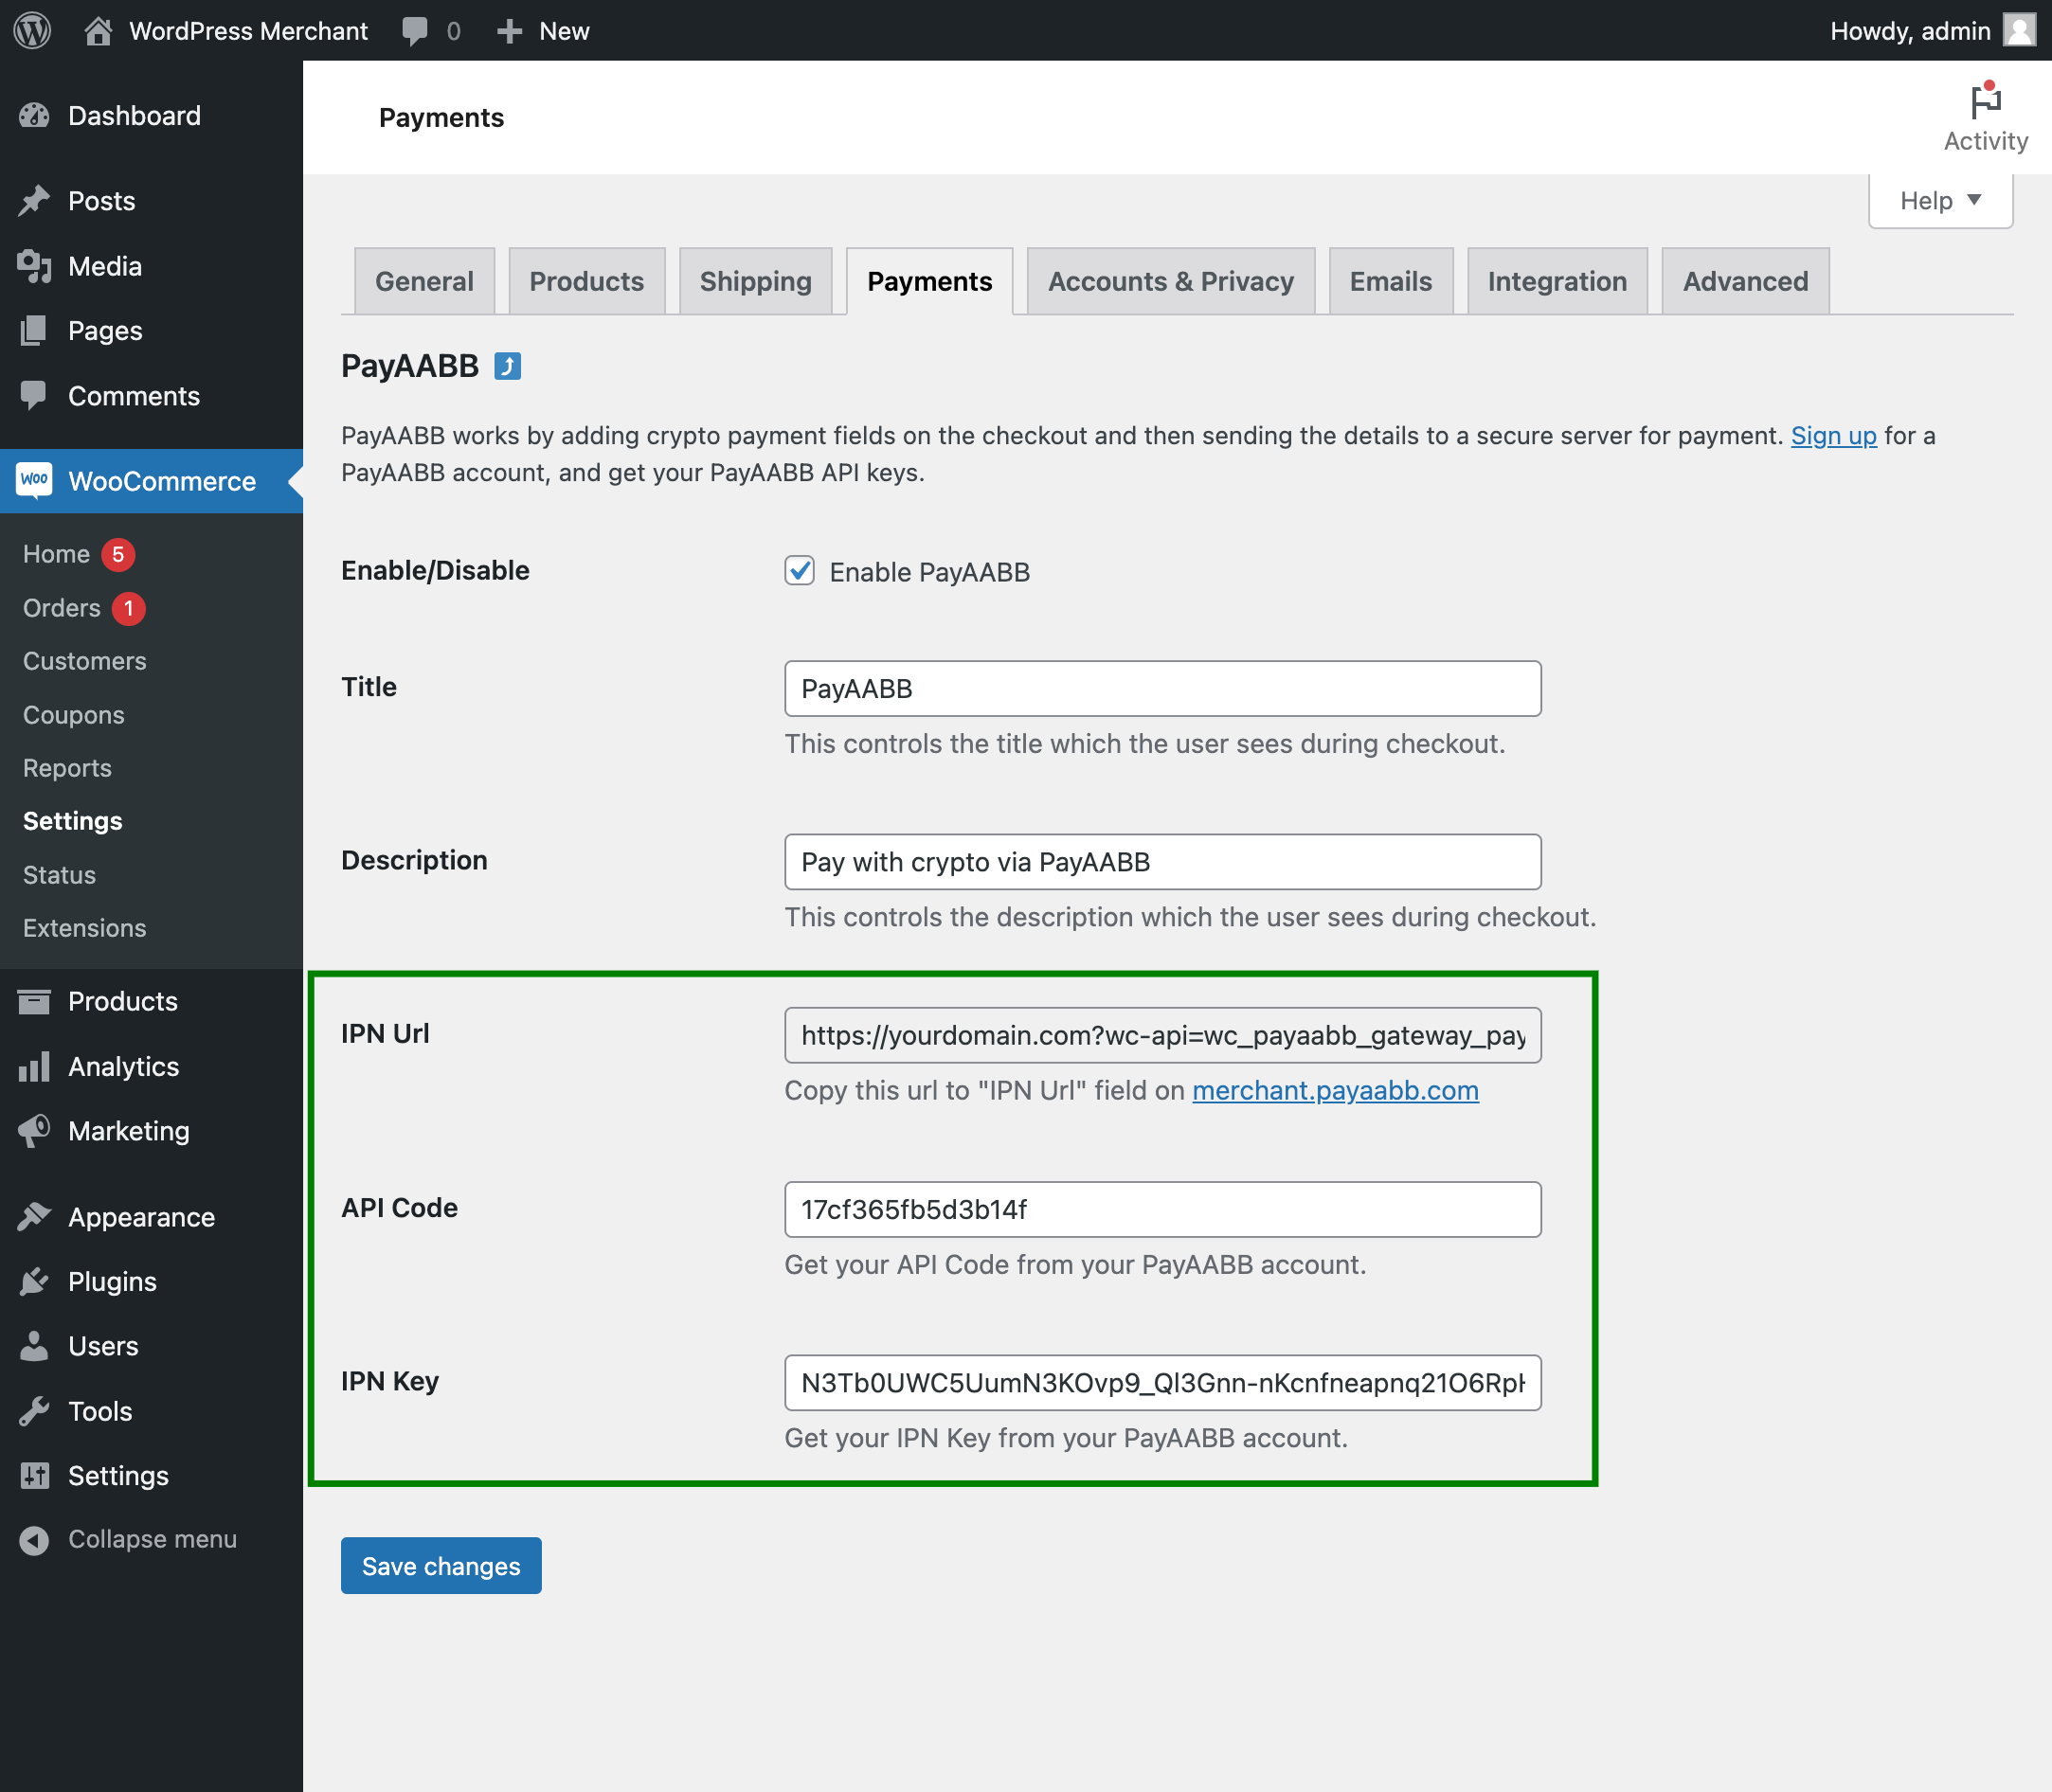 WordPress Merchant
0
New
Howdy, admin
Dashboard
Posts
Media
Pages
Comments
Woo
WooCommerce
Home 5
Orders 1
Customers
Coupons
Reports
Settings
Status
Extensions
Products
Analytics
Marketing
Appearance
Plugins
Users
Tools
Settings
Collapse menu
Payments
Activity
Help
General
Products
Shipping
Payments
Accounts & Privacy
Emails
Integration
Advanced
PayAABB
PayAABB works by adding crypto payment fields on the checkout and then sending the details to a secure server for payment. Sign up for a
PayAABB account, and get your PayAABB API keys.
Enable/Disable
Enable PayAABB
Title
PayAABB
This controls the title which the user sees during checkout.
Description
Pay with crypto via PayAABB
This controls the description which the user sees during checkout.
IPN Url
https://yourdomain.com?wc-api=wc_payaabb_gateway_pay
Copy this url to "IPN Url" field on merchant.payaabb.com
API Code
17cf365fb5d3b14f
Get your API Code from your PayAABB account.
IPN Key
N3Tb0UWC5UumN3KOvp9_Ql3Gnn-nKcnfneapnq21O6Rp
Get your IPN Key from your PayAABB account.
Save changes